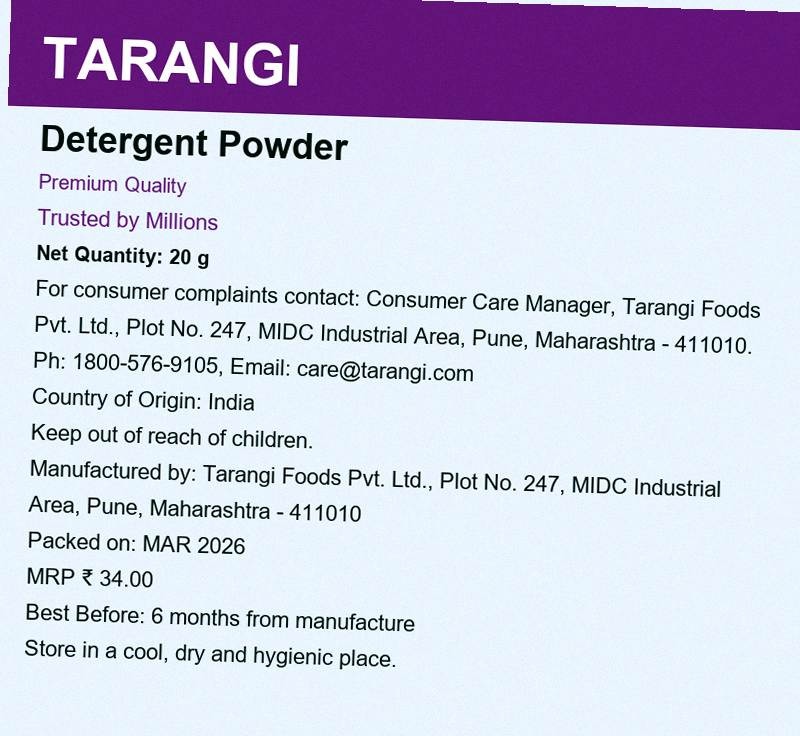 TARANGI
Detergent Powder
Premium Quality
Trusted by Millions
Net Quantity: 20 g
For consumer complaints contact: Consumer Care Manager, Tarangi Foods
Pvt. Ltd., Plot No. 247, MIDC Industrial Area, Pune, Maharashtra - 411010.
Ph: 1800-576-9105, Email: care@tarangi.com
Country of Origin: India
Keep out of reach of children.
Manufactured by: Tarangi Foods Pvt. Ltd., Plot No. 247, MIDC Industrial
Area, Pune, Maharashtra - 411010
Packed on: MAR 2026
MRP ₹ 34.00
Best Before: 6 months from manufacture
Store in a cool, dry and hygienic place.